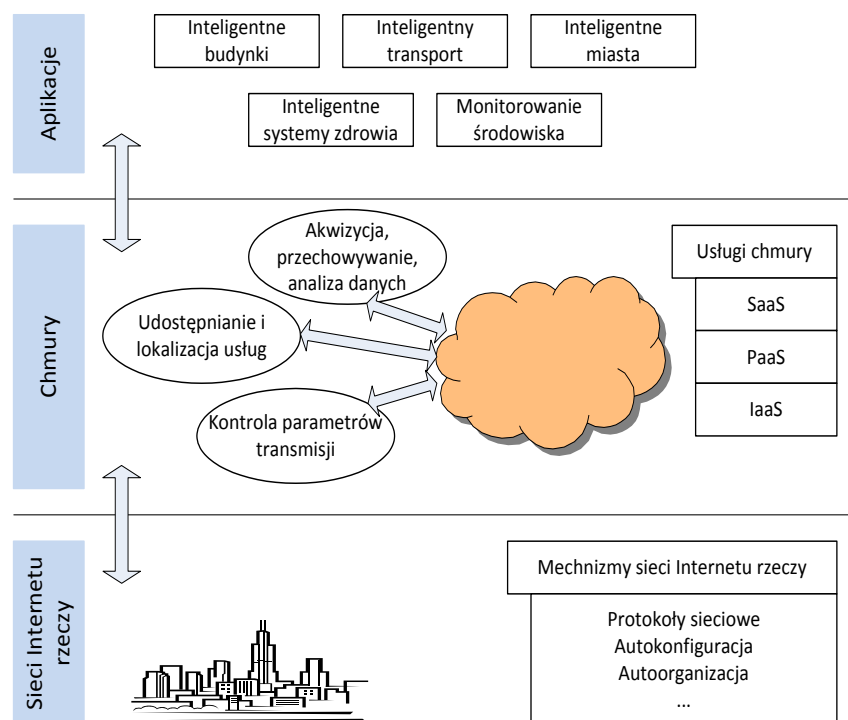 Aplikacje
Inteligentne
budynki
Inteligentny
transport
Inteligentne
miasta
Inteligentne
systemy zdrowia
Monitorowanie
środowiska
Chmury
Akwizycja,
przechowywanie,
analiza danych
Udostępnianie i
lokalizacja usług
Kontrola parametrów
transmisji
Usługi chmury
SaaS
PaaS
IaaS
Sieci Internetu
rzeczy
Mechnizmy sieci Internetu rzeczy
Protokoły sieciowe
Autokonfiguracja
Autoorganizacja
...